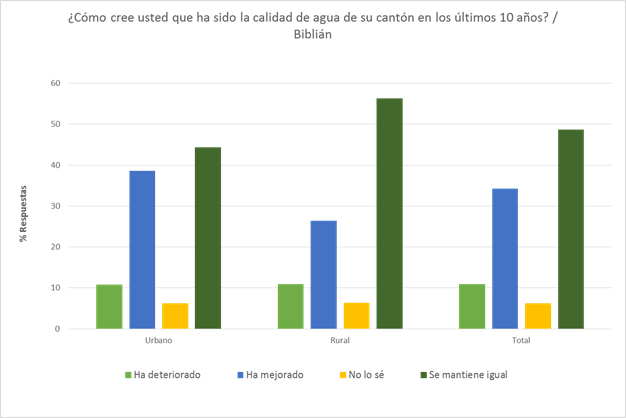 ¿Cómo cree usted que ha sido la calidad de agua de su cantón en los últimos 10 años? /
Biblián
60
50
40
30
20
10
0
% Respuestas
Urbano
Rural
Total
Ha deteriorado
Ha mejorado
No lo sé
Se mantiene igual